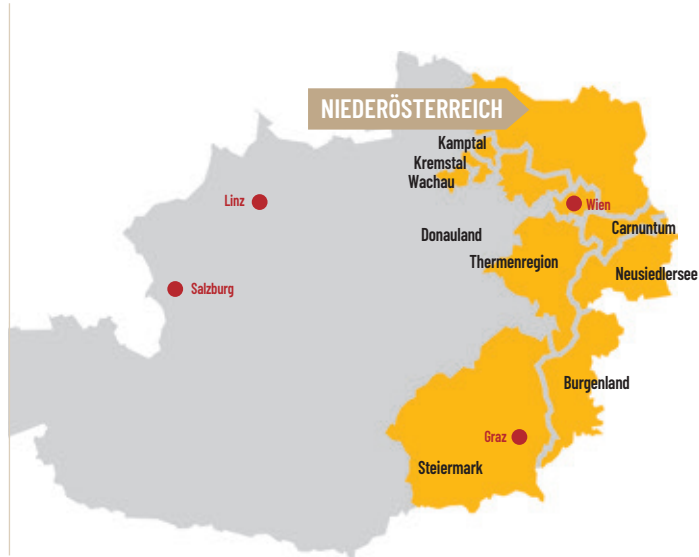 NIEDERÖSTERREICH
Kamptal
Kremstal
Wachau
Linz
Wien
Carnuntum
Donauland
Thermenregion
Neusiedlersee
Salzburg
Burgenland
Graz
Steiermark